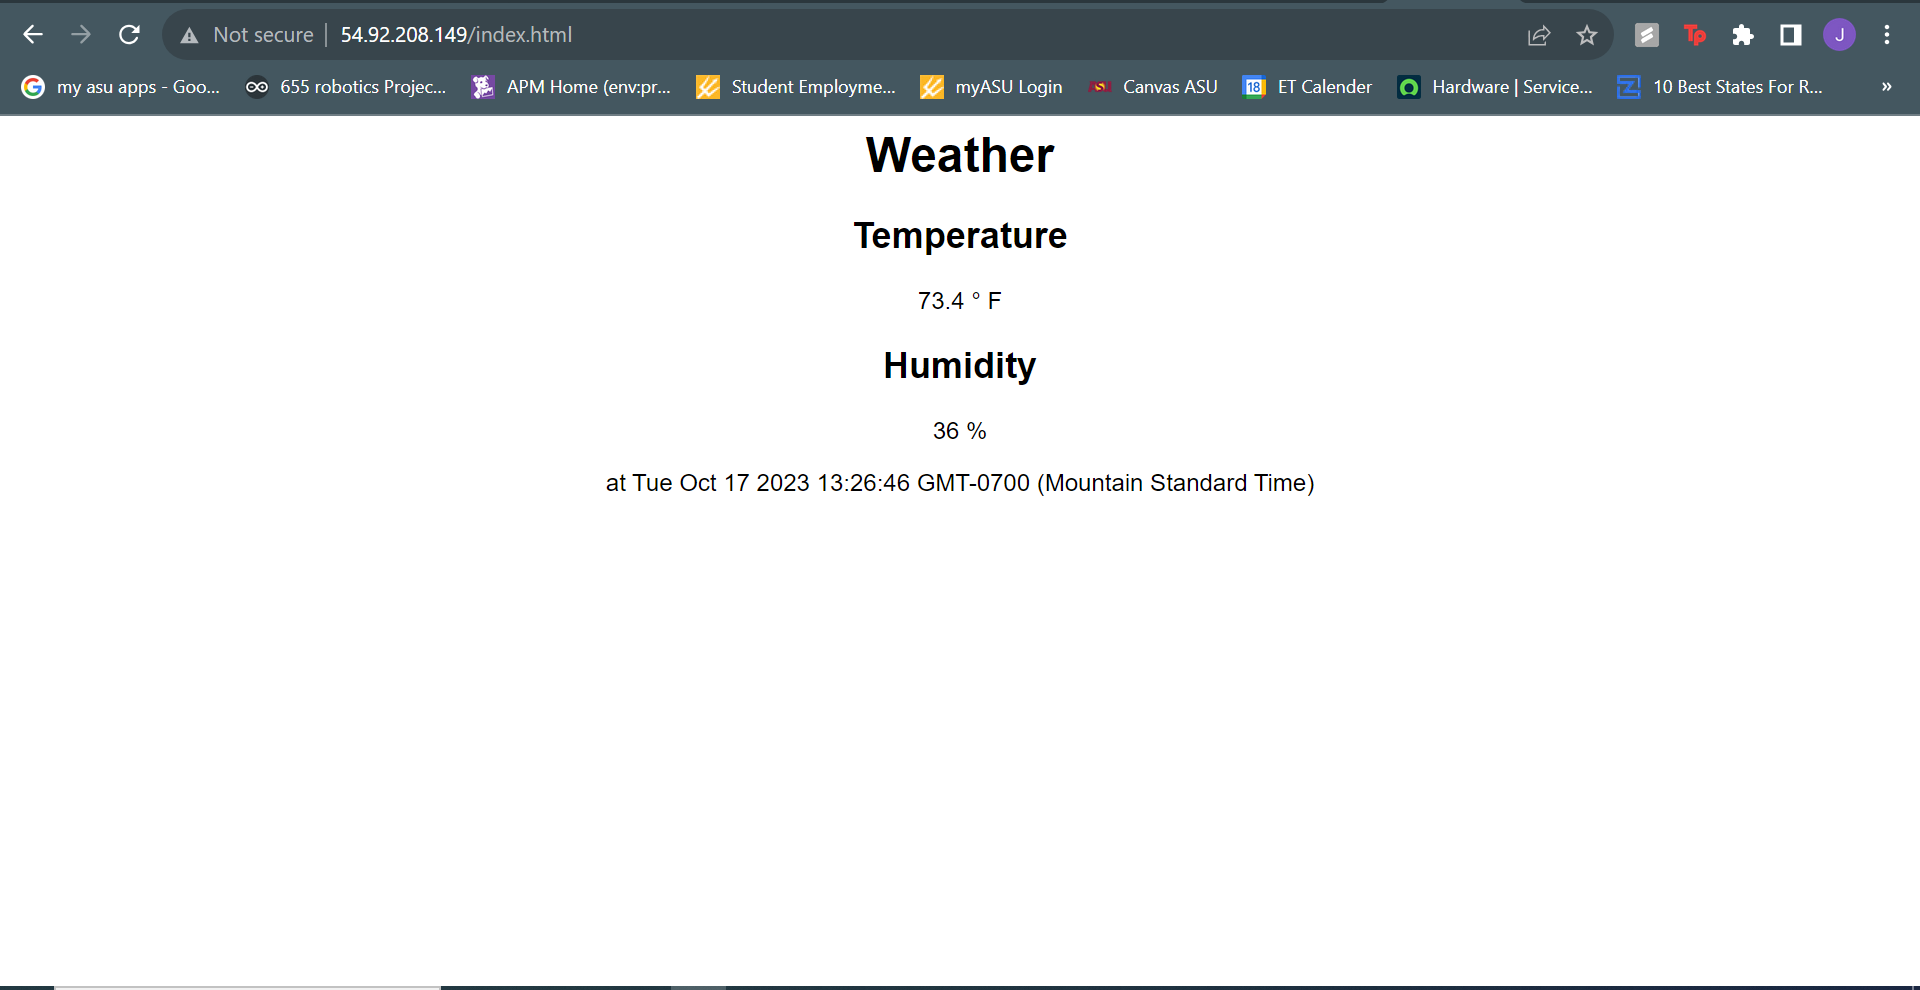 Not secure 54.92.208.149/index.html Tp J
my asu apps - Goo... 655 robotics Projec... APM Home (env:pr... Student Employme... myASU Login ASU Canvas ASU 18 ET Calender Hardware | Service... 10 Best States For R... »
Weather
Temperature
73.4 ° F
Humidity
36 %
at Tue Oct 17 2023 13:26:46 GMT-0700 (Mountain Standard Time)